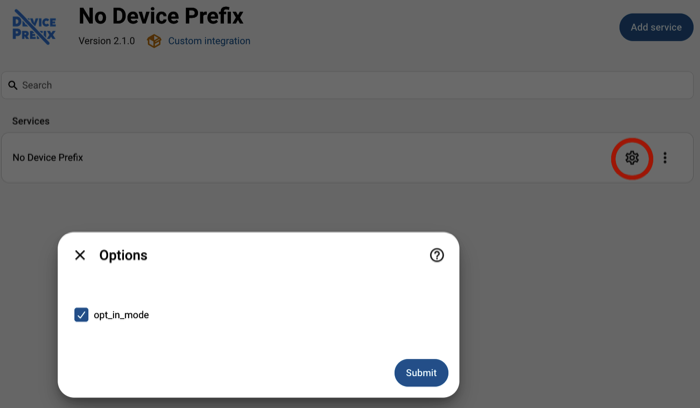 DEVICE
PREFIX
No Device Prefix
Version 2.1.0 Custom integration
Add service
Search
Services
No Device Prefix
Options
opt_in_mode
Submit